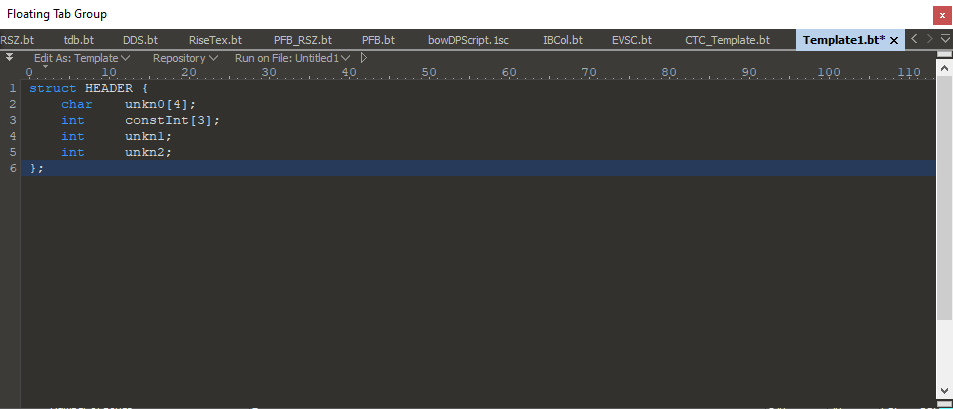 Floating Tab Group
x
RSZ.bt tdb.bt DDS.bt RiseTex.bt PFB_RSZ.bt PFB.bt bowDPScript.1sc IBCol.bt EVSC.bt CTC_Template.bt Template1.bt* ×
Edit As: Template Repository Run on File: Untitled1
0 10 20 30 40 50 60 70 80 90 100 110
1 struct HEADER {
2 char unkn0[4];
3 int constInt[3];
4 int unkn1;
5 int unkn2;
6 };